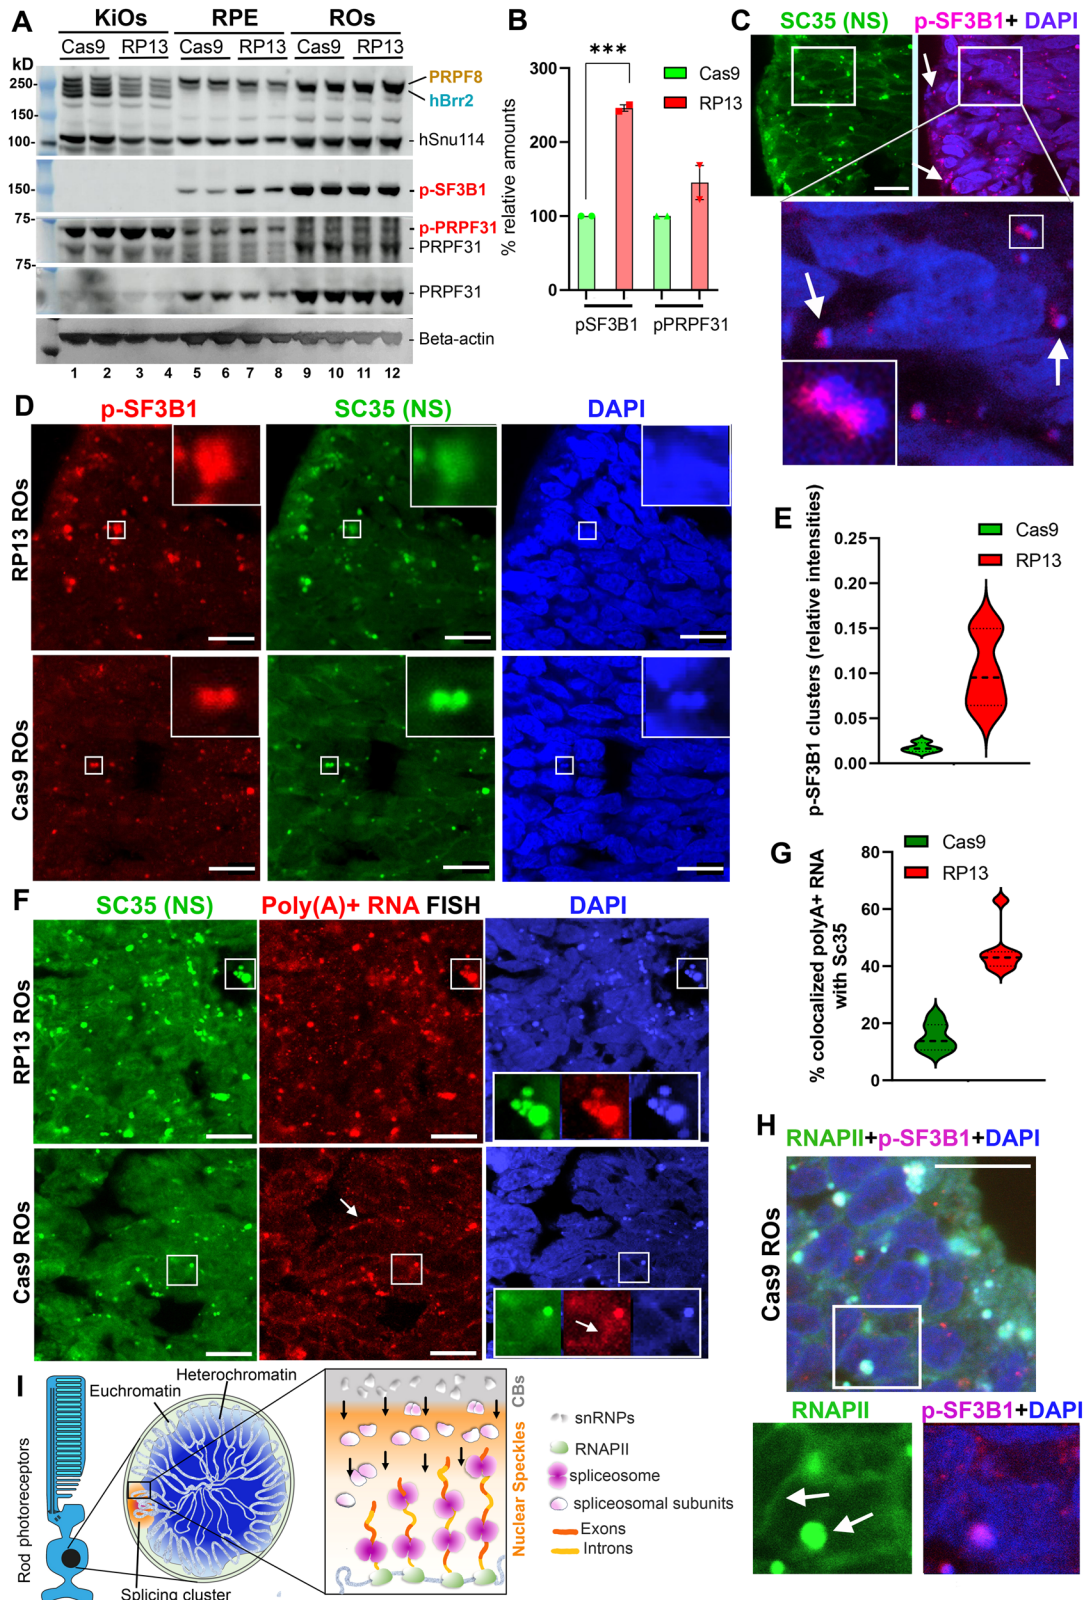 A
KiOs RPE ROs
Cas9 RP13 Cas9 RP13 Cas9 RP13
kD
250-
150-
100-
PRPF8
hBrr2
hSnu114
150-
p-SF3B1
75-
p-PRPF31
PRPF31
75-
PRPF31
Beta-actin
1 2 3 4 5 6 7 8 9 10 11 12
B
% relative amounts
300
200
100
0
***
Cas9
RP13
pSF3B1 pPRPF31
C
SC35 (NS) p-SF3B1+ DAPI
D
p-SF3B1 SC35 (NS) DAPI
RP13 ROs
Cas9 ROs
E
p-SF3B1 clusters (relative intensities)
Cas9
RP13
0.25
0.20
0.15
0.10
0.05
0.00
F
SC35 (NS) Poly(A)+ RNA FISH DAPI
RP13 ROs
Cas9 ROs
G
% colocalized polyA+ RNA
with Sc35
Cas9
RP13
80
60
40
20
0
H
RNAPII+p-SF3B1+DAPI
Cas9 ROs
RNAPII p-SF3B1+DAPI
I
Rod photoreceptors
Euchromatin
Heterochromatin
Splicing cluster
CBs
Nuclear Speckles
snRNPs
RNAPII
spliceosome
spliceosomal subunits
Exons
Introns